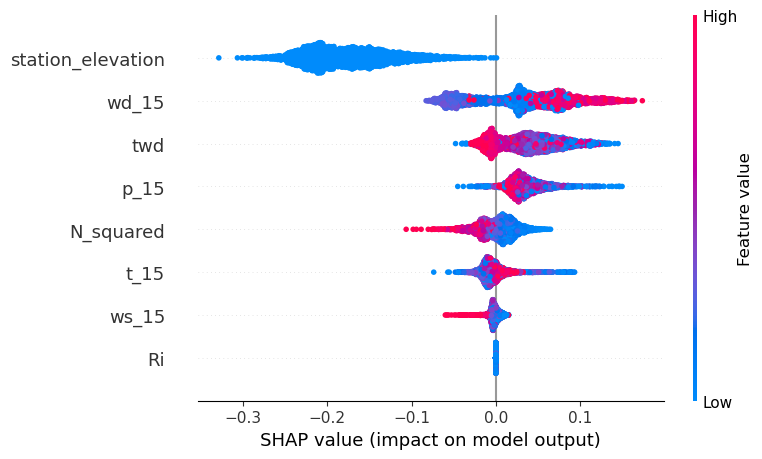 High
station_elevation
wd_15
twd
p_15
N_squared
t_15
ws_15
Ri
Feature value
Low
−0.3 −0.2 −0.1 0.0 0.1
SHAP value (impact on model output)